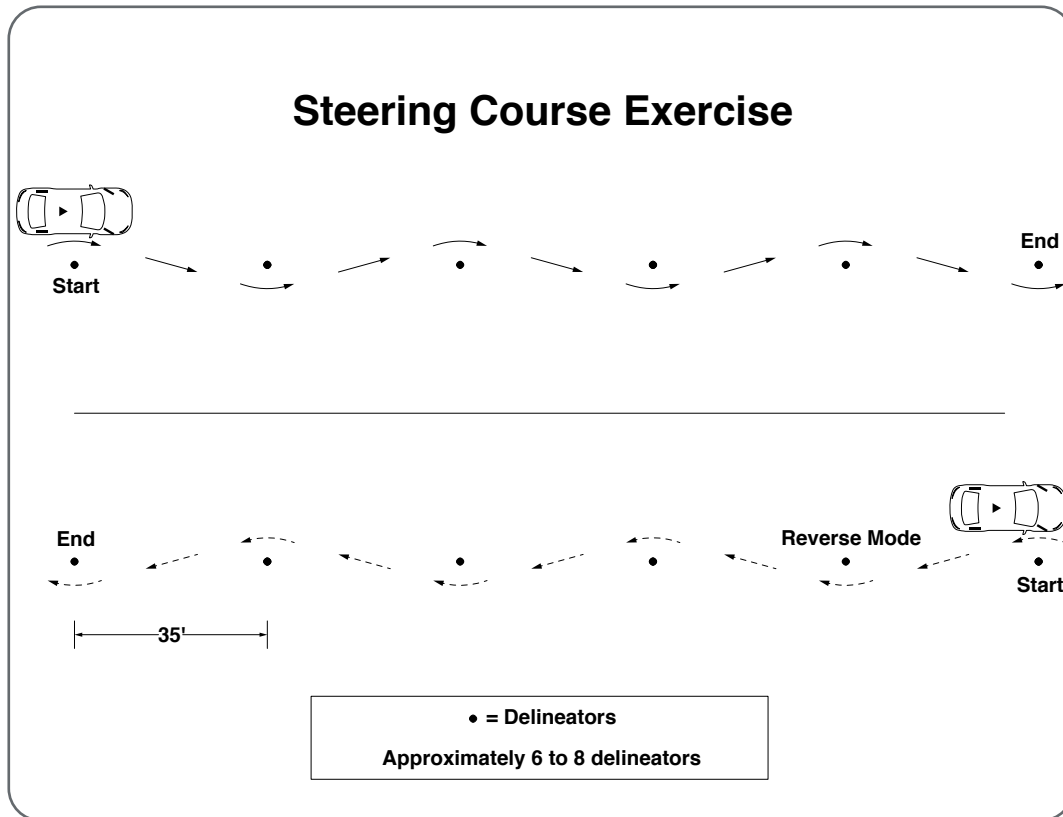 Steering Course Exercise
End
Start
End
Reverse Mode
Start
35'
• = Delineators
Approximately 6 to 8 delineators